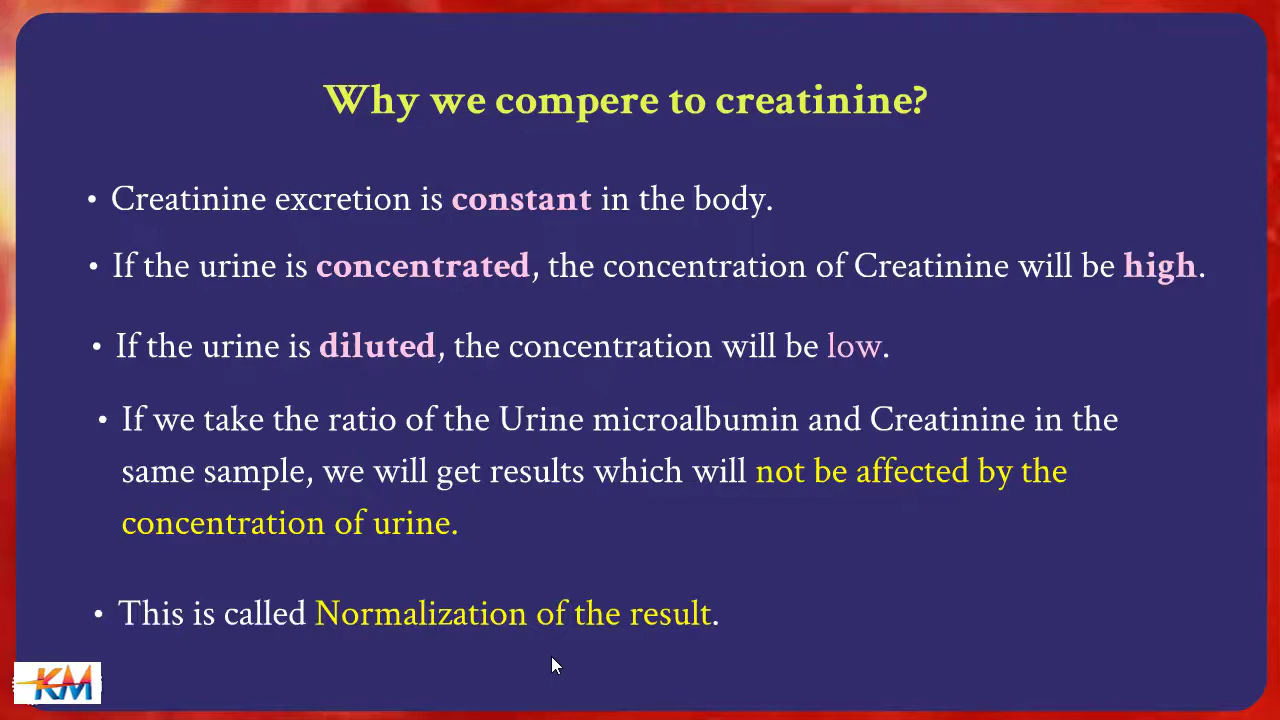 Why we compere to creatinine?
• Creatinine excretion is constant in the body.
• If the urine is concentrated, the concentration of Creatinine will be high.
• If the urine is diluted, the concentration will be low.
• If we take the ratio of the Urine microalbumin and Creatinine in the
same sample, we will get results which will not be affected by the
concentration of urine.
• This is called Normalization of the result.
KM